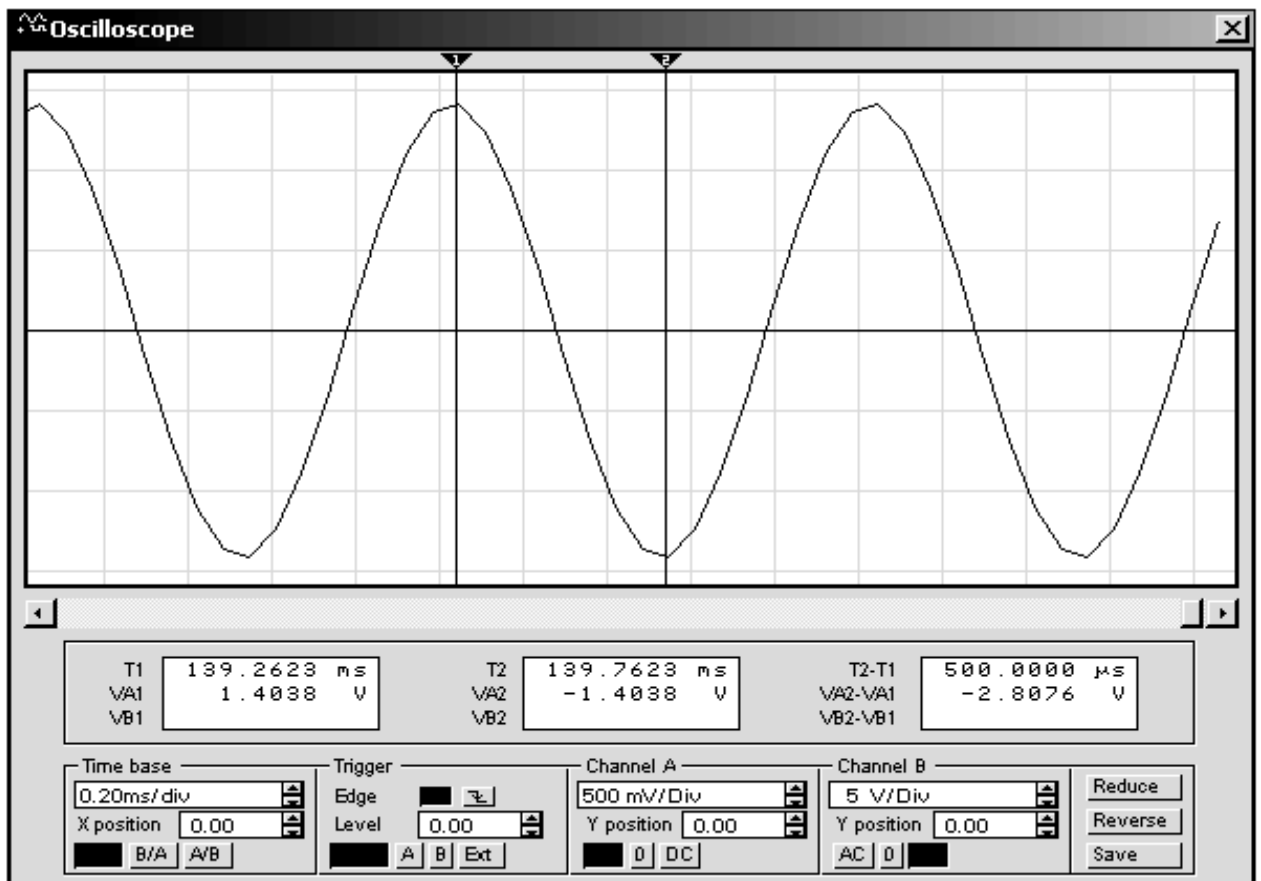 Oscilloscope
1 2
T1 139.2623 ms T2 139.7623 ms T2-T1 500.0000 µs
VA1 1.4038 V VA2 -1.4038 V VA2-VA1 -2.8076 V
VB1 VB2 VB2-VB1
Time base Trigger Channel A Channel B
0.20ms/div Edge 500 mV/Div 5 V/Div Reduce
X position 0.00 Level 0.00 Y position 0.00 Y position 0.00 Reverse
B/A A/B A B Ext 0 DC AC 0 Save